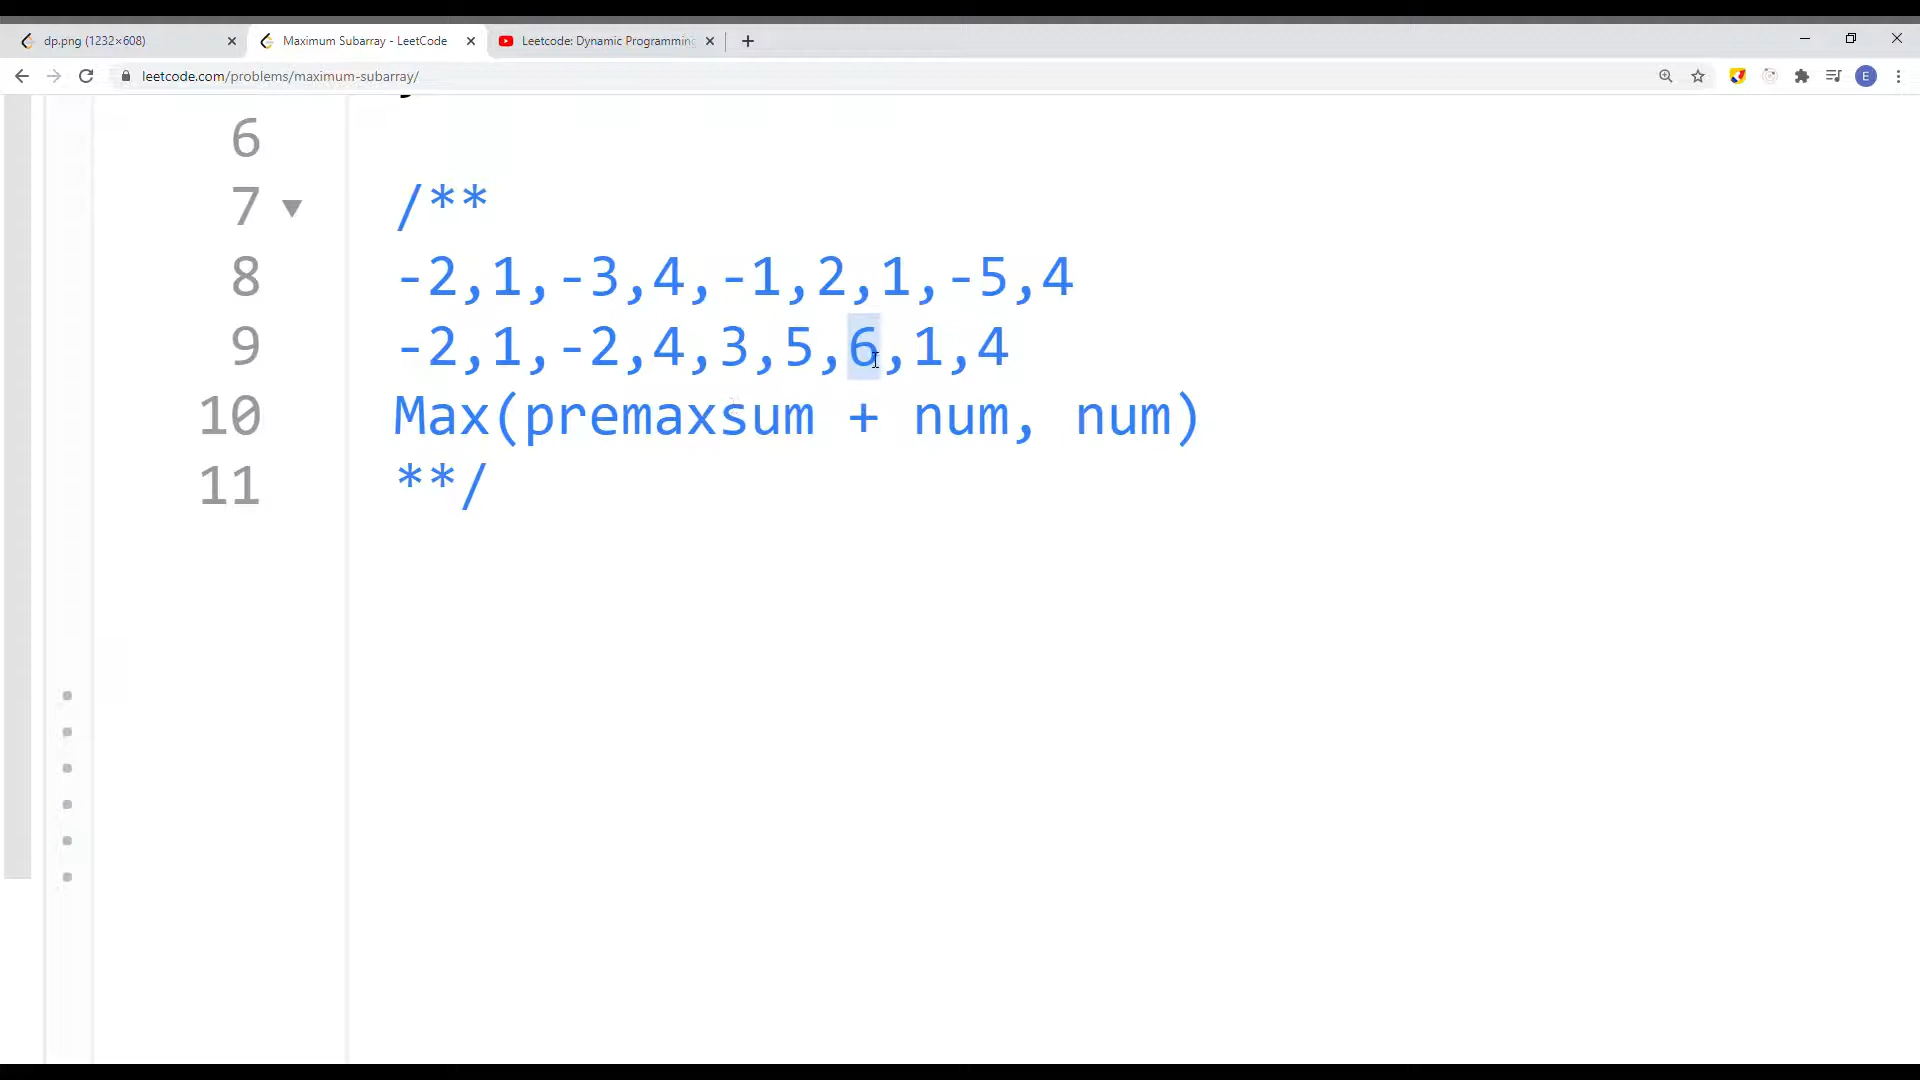 dp.png (1232×608) Maximum Subarray - LeetCode Leetcode: Dynamic Programming
leetcode.com/problems/maximum-subarray/ E
6
7 /**
8 -2,1,-3,4,-1,2,1,-5,4
9 -2,1,-2,4,3,5,6,1,4
10 Max(premaxsum + num, num)
11 **/